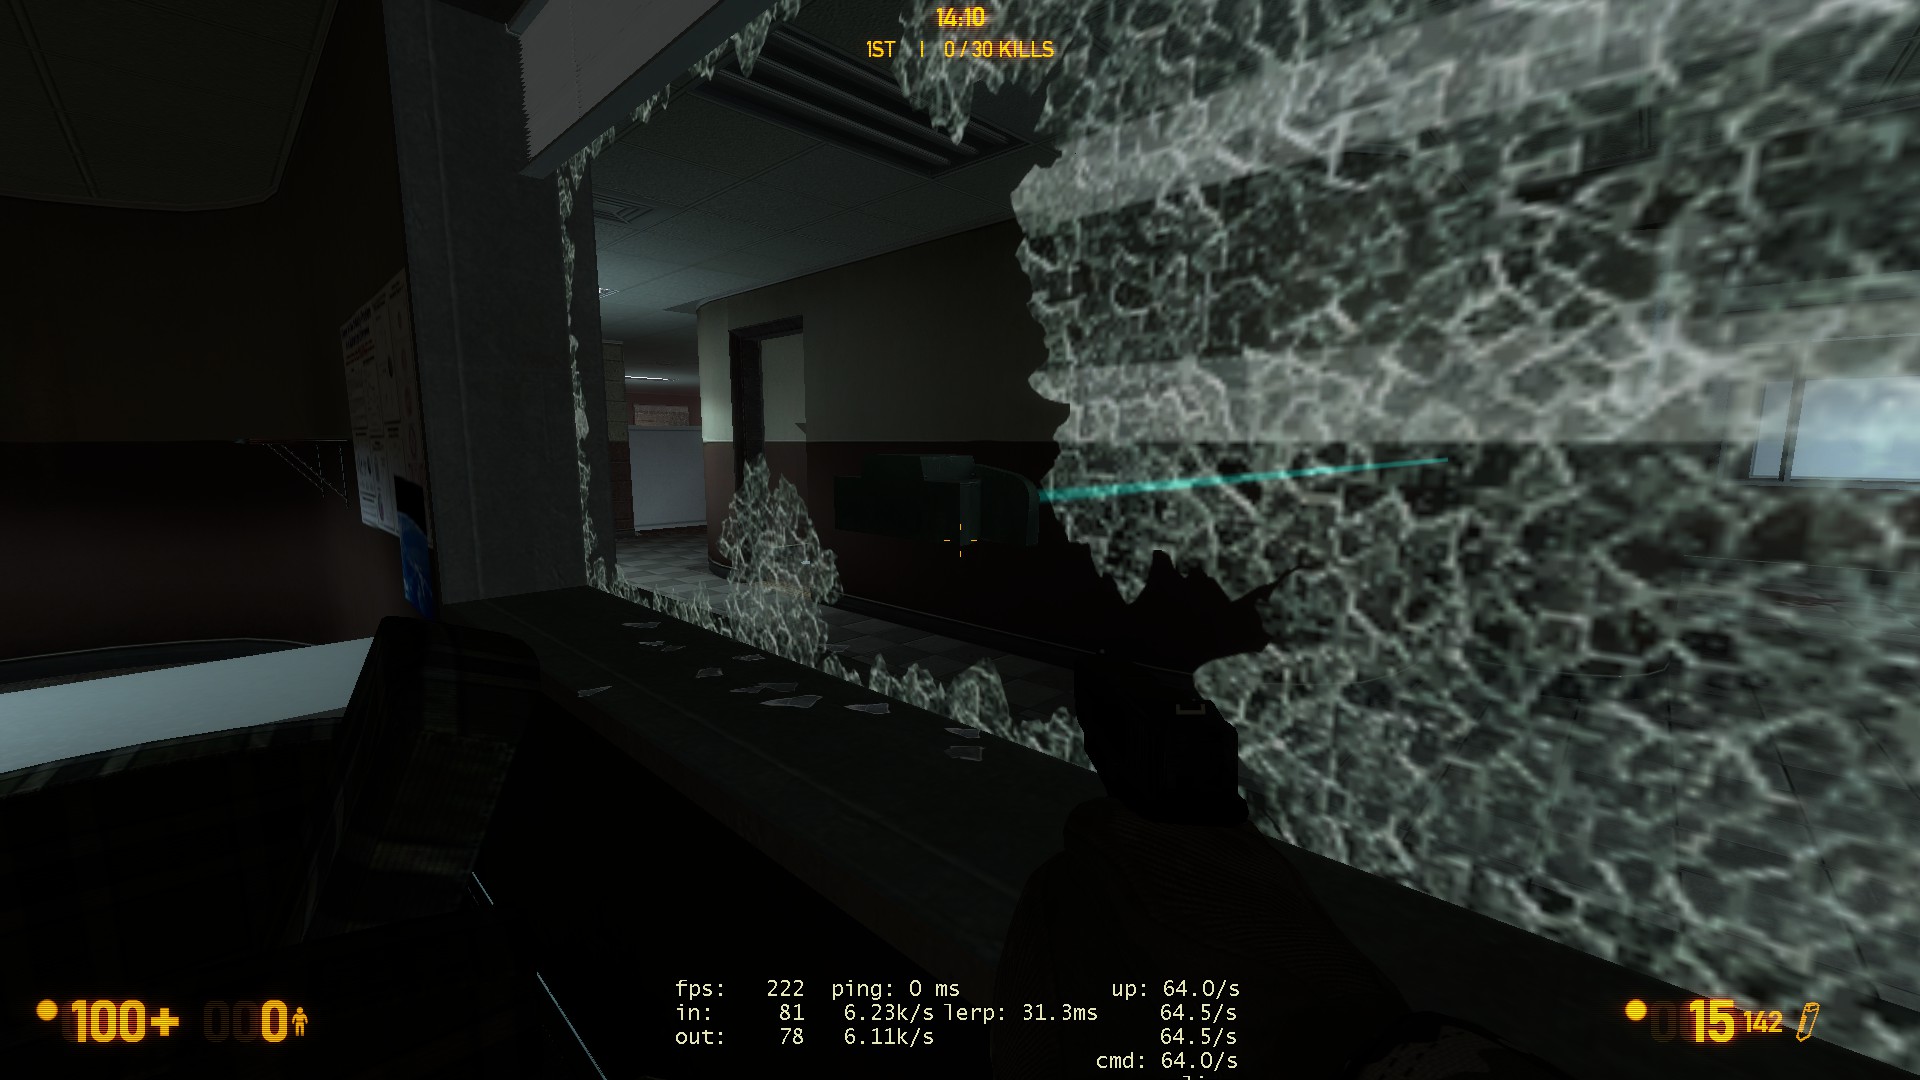 14:10
1ST | 0/30 KILLS
fps: 222 ping: 0 ms up: 64.0/s
in: 81 6.23k/s lerp: 31.3ms 64.5/s
out: 78 6.11k/s 64.5/s
cmd: 64.0/s
100+ 000 15 142